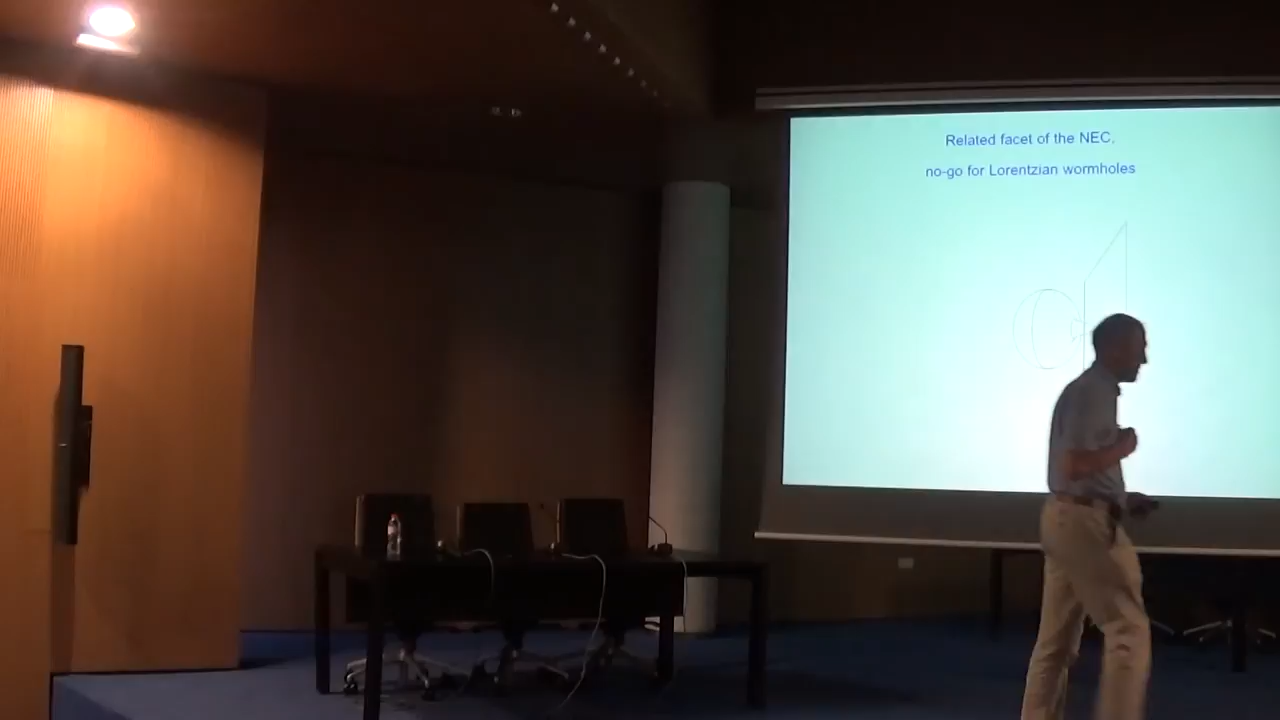 Related facet of the NEC,
no-go for Lorentzian wormholes